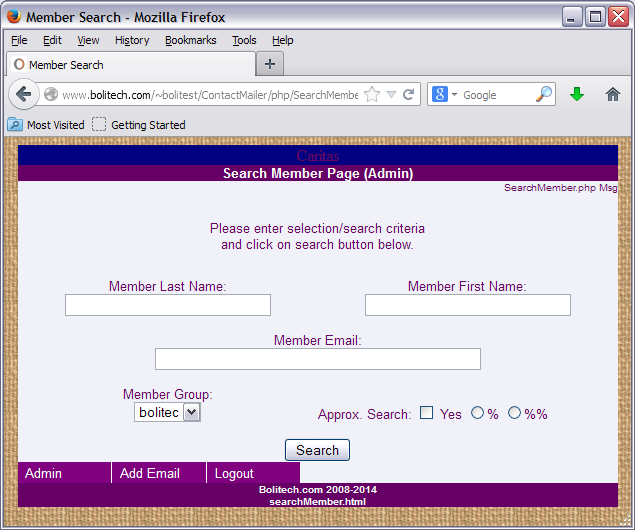 Member Search - Mozilla Firefox
File Edit View History Bookmarks Tools Help
Member Search
www.bolitech.com/~bolitest/ContactMailer/php/SearchMembe
Google
Most Visited Getting Started
Caritas
Search Member Page (Admin)
SearchMember.php Msg
Please enter selection/search criteria
and click on search button below.
Member Last Name: Member First Name:
Member Email:
Member Group:
bolitec Approx. Search: Yes % %%
Search
Admin Add Email Logout
Bolitech.com 2008-2014
searchMember.html